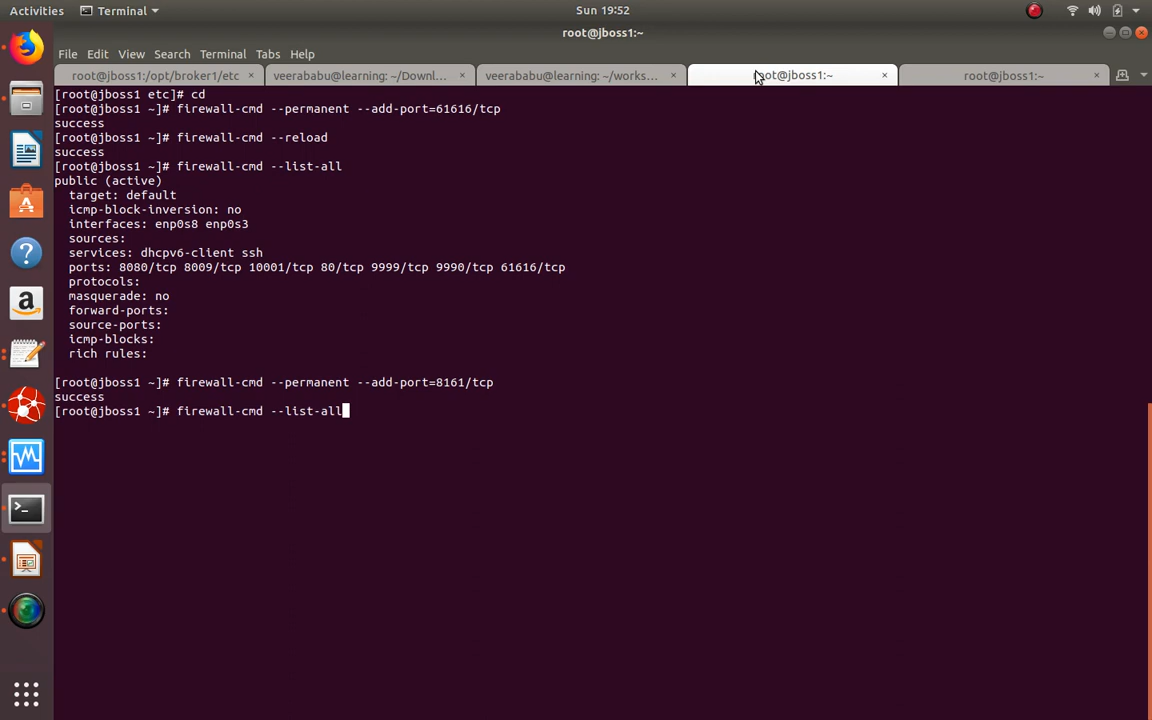 Activities Terminal Sun 19:52
root@jboss1:~
File Edit View Search Terminal Tabs Help
root@jboss1:/opt/broker1/etc × veerababu@learning: ~/Downl... × veerababu@learning: ~/works... × root@jboss1:~ × root@jboss1:~ ×
[root@jboss1 etc]# cd
[root@jboss1 ~]# firewall-cmd --permanent --add-port=61616/tcp
success
[root@jboss1 ~]# firewall-cmd --reload
success
[root@jboss1 ~]# firewall-cmd --list-all
public (active)
  target: default
  icmp-block-inversion: no
  interfaces: enp0s8 enp0s3
  sources:
  services: dhcpv6-client ssh
  ports: 8080/tcp 8009/tcp 10001/tcp 80/tcp 9999/tcp 9990/tcp 61616/tcp
  protocols:
  masquerade: no
  forward-ports:
  source-ports:
  icmp-blocks:
  rich rules:
[root@jboss1 ~]# firewall-cmd --permanent --add-port=8161/tcp
success
[root@jboss1 ~]# firewall-cmd --list-all